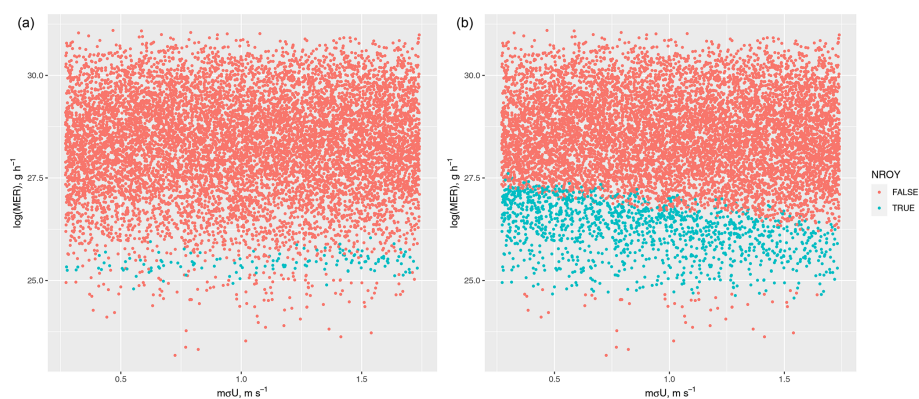 (a)
30.0
27.5
25.0
log(MER), g h⁻¹
0.5
1.0
1.5
mσU, m s⁻¹
(b)
30.0
27.5
25.0
log(MER), g h⁻¹
0.5
1.0
1.5
mσU, m s⁻¹
NROY
FALSE
TRUE